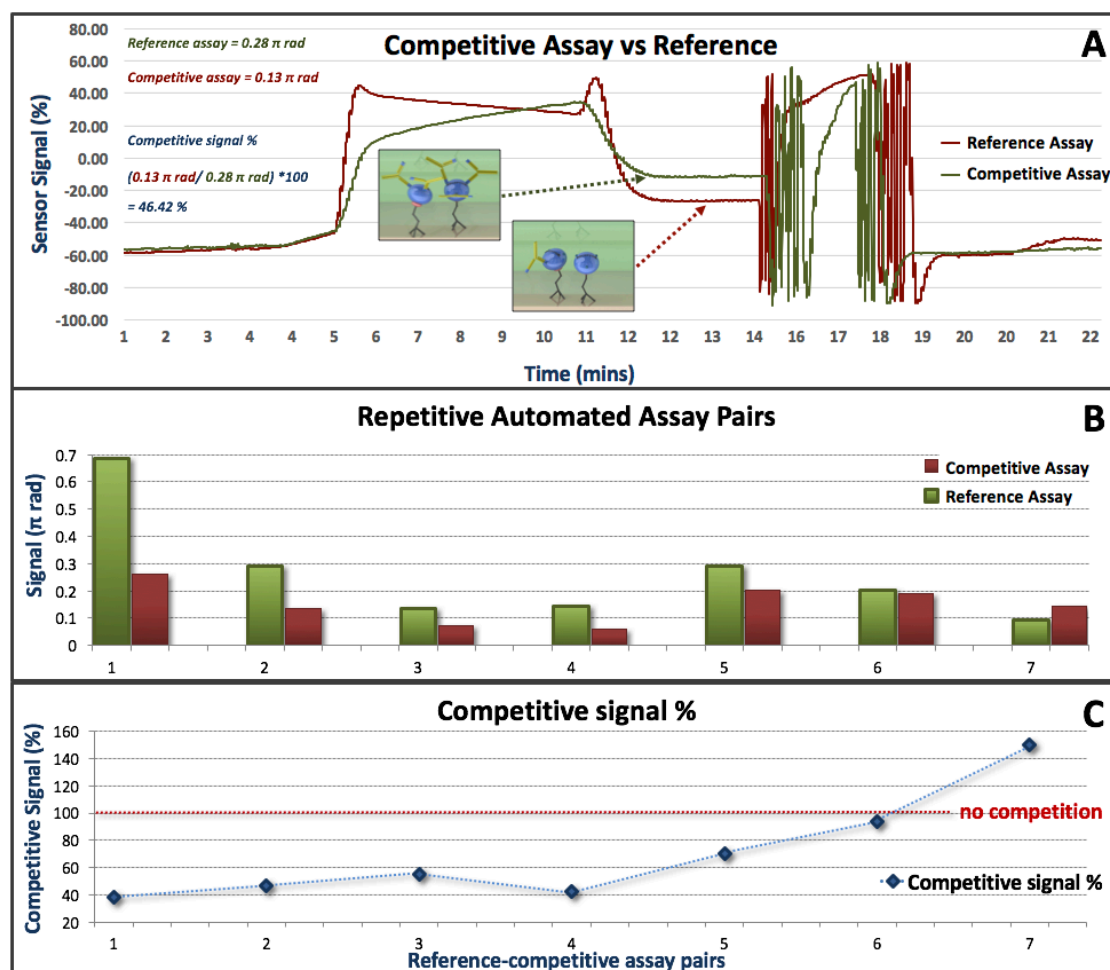 Competitive Assay vs Reference
A
Reference assay = 0.28 π rad
Competitive assay = 0.13 π rad
Competitive signal %
(0.13 π rad/ 0.28 π rad) *100
= 46.42 %
Sensor Signal (%)
80.00
60.00
40.00
20.00
0.00
-20.00
-40.00
-60.00
-80.00
-100.00
Reference Assay
Competitive Assay
1 2 3 4 5 6 7 8 9 10 11 12 13 14 16 17 18 20 20 22
Time (mins)
Repetitive Automated Assay Pairs
B
Signal (π rad)
0.7
0.6
0.5
0.4
0.3
0.2
0.1
0
Competitive Assay
Reference Assay
1 2 3 4 5 6 7
Competitive signal %
C
Competitive Signal (%)
160
140
120
100
80
60
40
20
no competition
Competitive signal %
1 2 3 4 5 6 7
Reference-competitive assay pairs